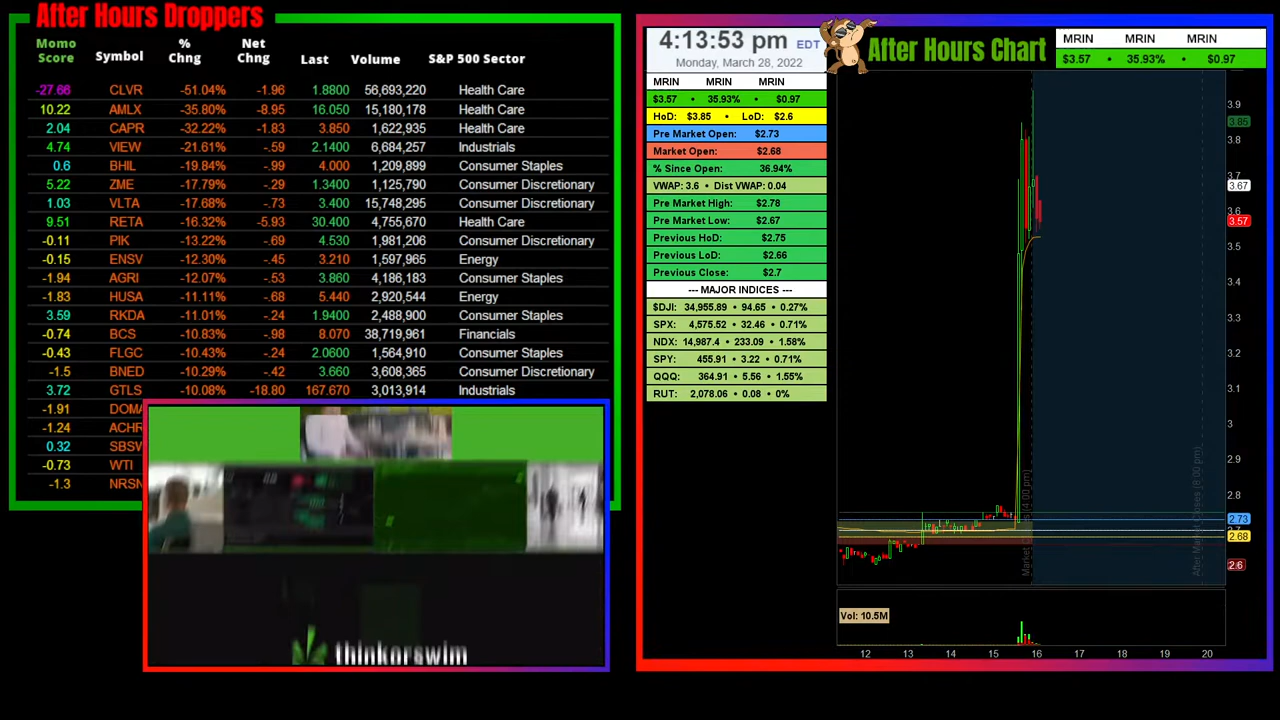 After Hours Droppers
Momo Score Symbol % Chng Net Chng Last Volume S&P 500 Sector
-27.66 CLVR -51.04% -1.96 1.8800 56,693,220 Health Care
10.22 AMLX -35.80% -8.95 16.050 15,180,178 Health Care
2.04 CAPR -32.22% -1.83 3.850 1,622,935 Health Care
4.74 VIEW -21.61% -.59 2.1400 6,684,257 Industrials
0.6 BHIL -19.84% -.99 4.000 1,209,899 Consumer Staples
5.22 ZME -17.79% -.29 1.3400 1,125,790 Consumer Discretionary
1.03 VLTA -17.68% -.73 3.400 15,748,295 Consumer Discretionary
9.51 RETA -16.32% -5.93 30.400 4,755,670 Health Care
-0.11 PIK -13.22% -.69 4.530 1,981,206 Consumer Discretionary
-0.15 ENSV -12.30% -.45 3.210 1,597,965 Energy
-1.94 AGRI -12.07% -.53 3.860 4,186,183 Consumer Staples
-1.83 HUSA -11.11% -.68 5.440 2,920,544 Energy
3.59 RKDA -11.01% -.24 1.9400 2,488,900 Consumer Staples
-0.74 BCS -10.83% -.98 8.070 38,719,961 Financials
-0.43 FLGC -10.43% -.24 2.0600 1,564,910 Consumer Staples
-1.5 BNED -10.29% -.42 3.660 3,608,365 Consumer Discretionary
3.72 GTLS -10.08% -18.80 167.670 3,013,914 Industrials
-1.91 DOMA
-1.24 ACHR
0.32 SBSW
-0.73 WTI
-1.3 NRSN
thinkorswim
4:13:53 pm EDT
Monday, March 28, 2022
After Hours Chart
MRIN MRIN MRIN
$3.57 • 35.93% • $0.97
MRIN MRIN MRIN
$3.57 • 35.93% • $0.97
HoD: $3.85 • LoD: $2.6
Pre Market Open: $2.73
Market Open: $2.68
% Since Open: 36.94%
VWAP: 3.6 • Dist VWAP: 0.04
Pre Market High: $2.78
Pre Market Low: $2.67
Previous HoD: $2.75
Previous LoD: $2.66
Previous Close: $2.7
--- MAJOR INDICES ---
$DJI: 34,955.89 • 94.65 • 0.27%
SPX: 4,575.52 • 32.46 • 0.71%
NDX: 14,987.4 • 233.09 • 1.58%
SPY: 455.91 • 3.22 • 0.71%
QQQ: 364.91 • 5.56 • 1.55%
RUT: 2,078.06 • 0.08 • 0%
3.9
3.85
3.8
3.7
3.67
3.6
3.57
3.5
3.4
3.3
3.2
3.1
3
2.9
2.8
2.73
2.7
2.68
2.6
After Market Closes (8:00 pm)
Vol: 10.5M
12 13 14 15 16 17 18 19 20